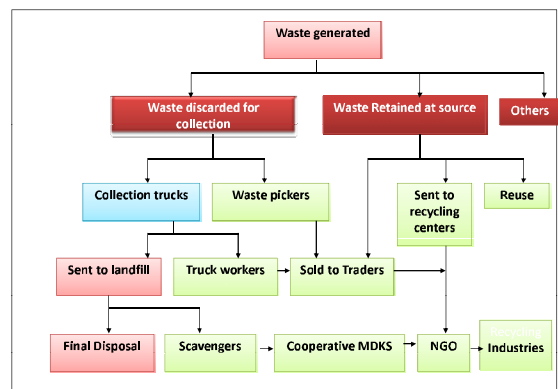 Waste generated
Waste discarded for
collection
Waste Retained at source
Others
Collection trucks
Waste pickers
Sent to
recycling
centers
Reuse
Sent to landfill
Truck workers
Sold to Traders
Final Disposal
Scavengers
Cooperative MDKS
NGO
Recycling
Industries